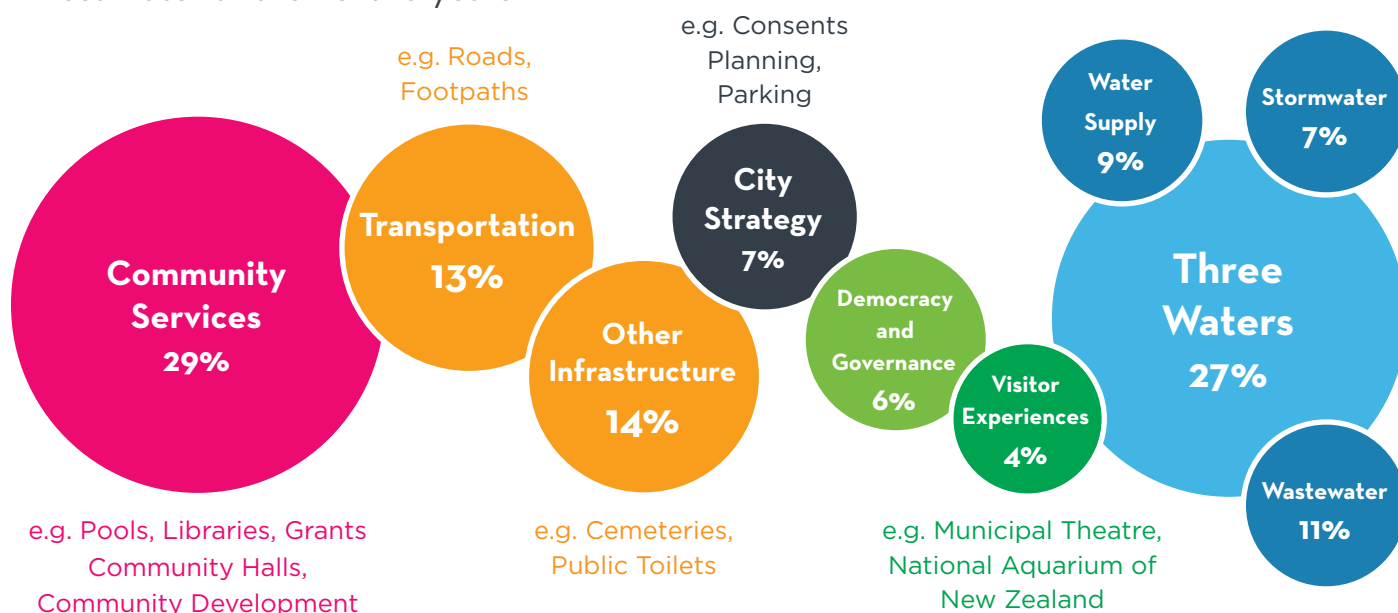 e.g. Roads,
Footpaths
e.g. Consents
Planning,
Parking
Community
Services
29%
Transportation
13%
Other
Infrastructure
14%
City
Strategy
7%
Democracy
and
Governance
6%
Visitor
Experiences
4%
Three
Waters
27%
Water
Supply
9%
Stormwater
7%
Wastewater
11%
e.g. Pools, Libraries, Grants
Community Halls,
Community Development
e.g. Cemeteries,
Public Toilets
e.g. Municipal Theatre,
National Aquarium of
New Zealand